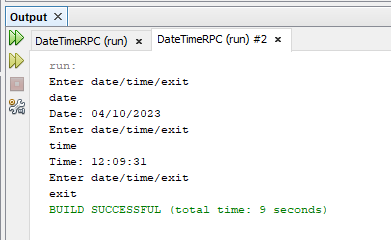 Output ×
DateTimeRPC (run) × DateTimeRPC (run) #2 ×
run:
Enter date/time/exit
date
Date: 04/10/2023
Enter date/time/exit
time
Time: 12:09:31
Enter date/time/exit
exit
BUILD SUCCESSFUL (total time: 9 seconds)